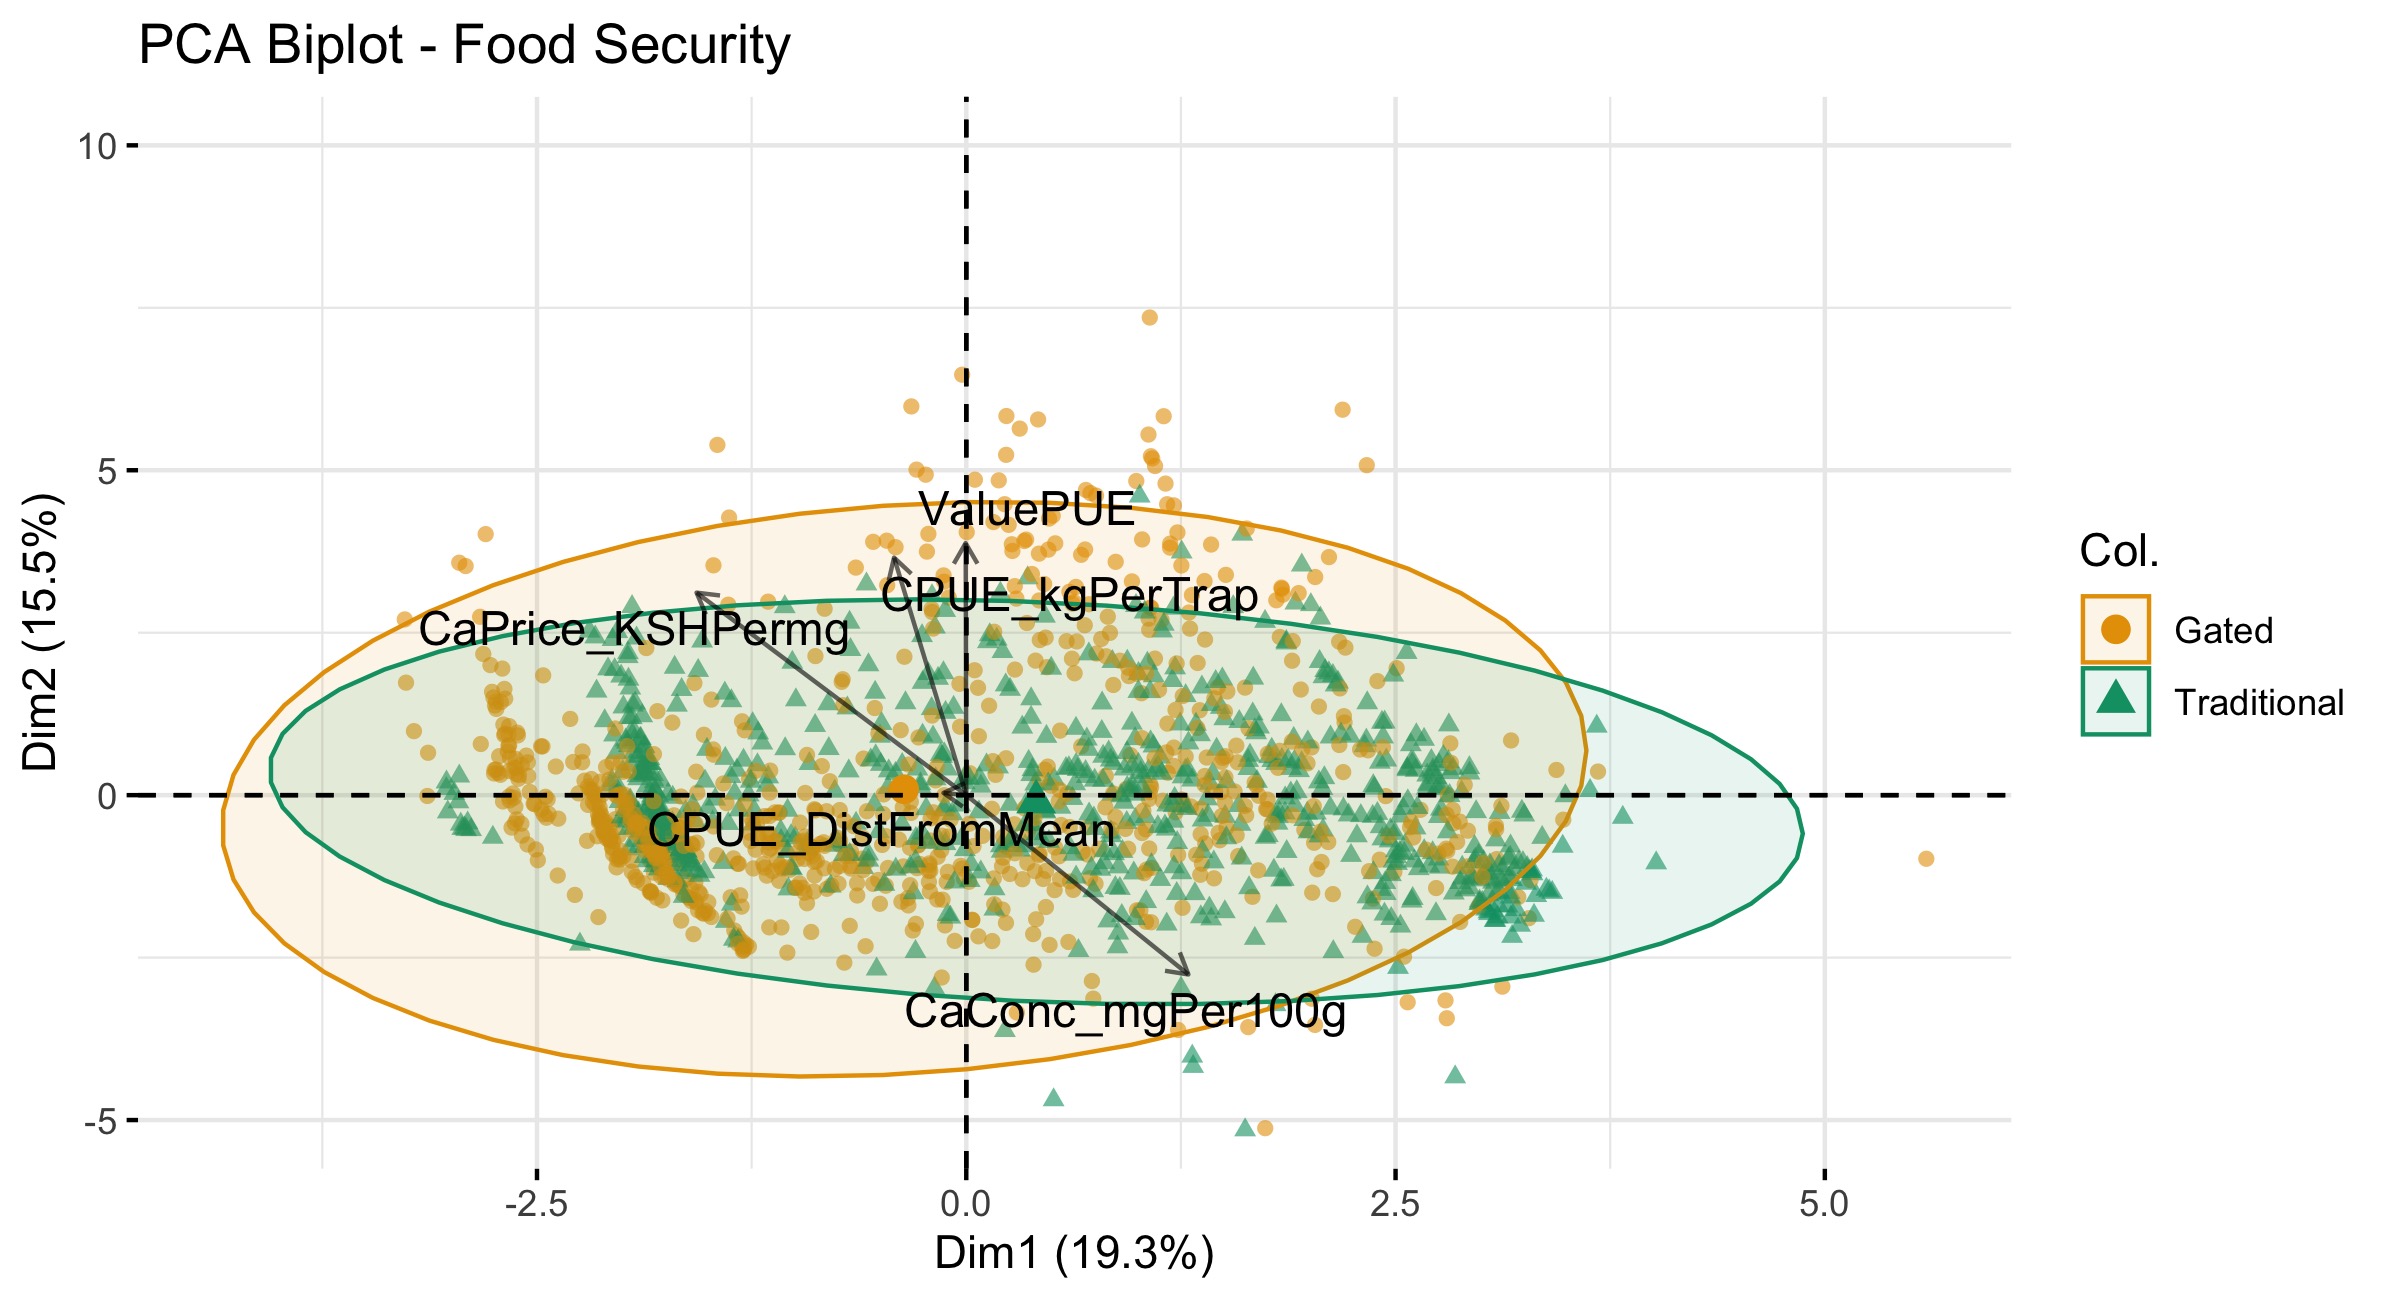 PCA Biplot - Food Security
10
5
0
-5
Dim2 (15.5%)
ValuePUE
CPUE_kgPerTrap
CaPrice_KSHPermg
CPUE_DistFromMean
CaConc_mgPer100g
-2.5
0.0
2.5
5.0
Dim1 (19.3%)
Col.
Gated
Traditional